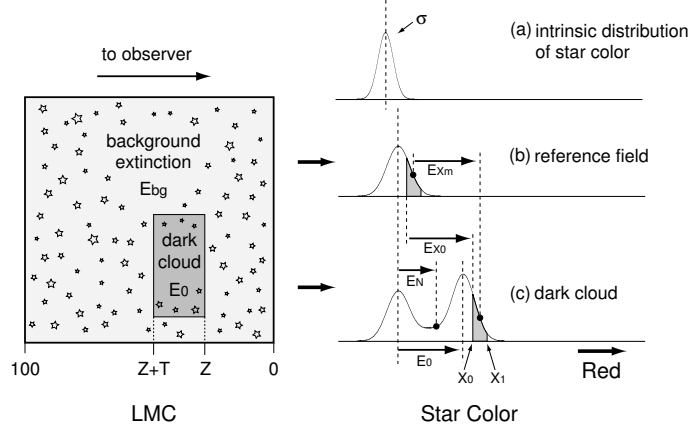 to observer
background
extinction
Ebg
dark
cloud
E0
100
Z+T
Z
0
LMC
σ
(a) intrinsic distribution
of star color
(b) reference field
EXm
EX0
EN
(c) dark cloud
E0
X0
X1
Red
Star Color